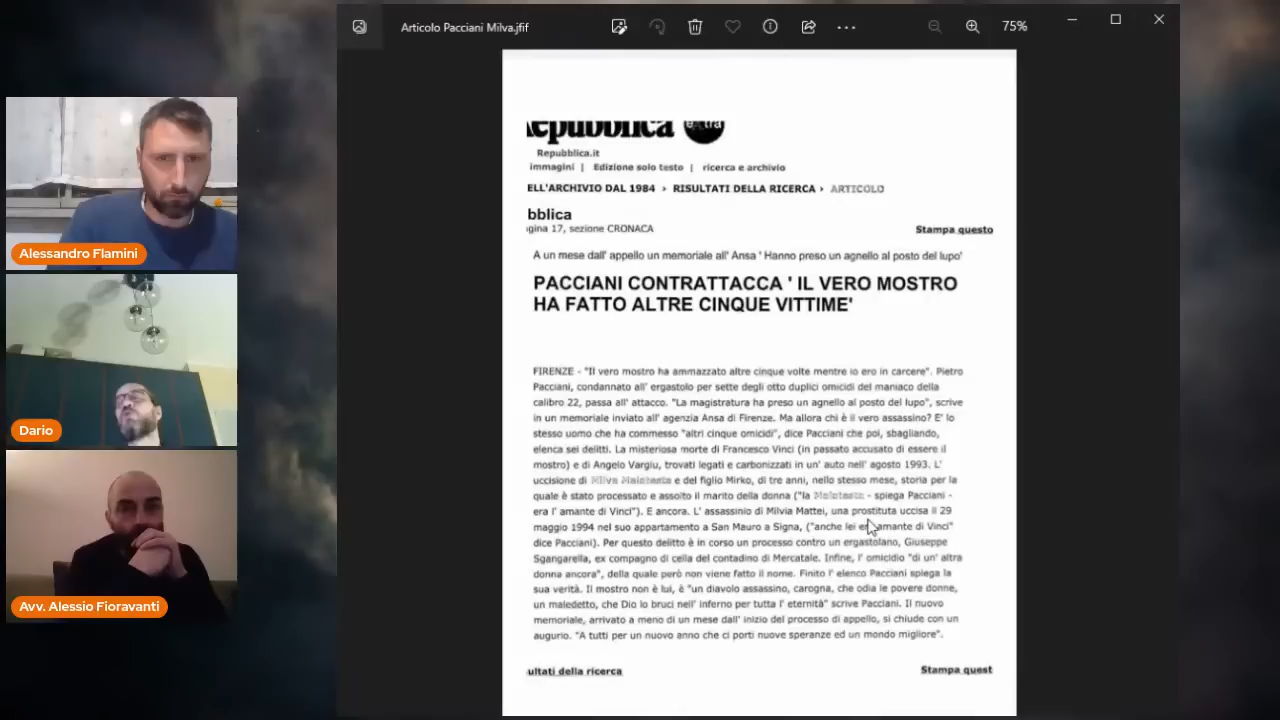 Articolo Pacciani Milva.jfif
75%
Alessandro Flamini
Dario
Avv. Alessio Fioravanti
Repubblica extra
Repubblica.it
immagini | Edizione solo testo | ricerca e archivio
ELL'ARCHIVIO DAL 1984 › RISULTATI DELLA RICERCA › ARTICOLO
bblica
gina 17, sezione CRONACA
Stampa questo
A un mese dall' appello un memoriale all' Ansa ' Hanno preso un agnello al posto del lupo'
PACCIANI CONTRATTACCA ' IL VERO MOSTRO
HA FATTO ALTRE CINQUE VITTIME'
FIRENZE - "Il vero mostro ha ammazzato altre cinque volte mentre io ero in carcere". Pietro
Pacciani, condannato all' ergastolo per sette degli otto duplici omicidi del maniaco della
calibro 22, passa all' attacco. "La magistratura ha preso un agnello al posto del lupo", scrive
in un memoriale inviato all' agenzia Ansa di Firenze. Ma allora chi è il vero assassino? E' lo
stesso uomo che ha commesso "altri cinque omicidi", dice Pacciani che poi, sbagliando,
elenca sei delitti. La misteriosa morte di Francesco Vinci (in passato accusato di essere il
mostro) e di Angelo Vargiu, trovati legati e carbonizzati in un' auto nell' agosto 1993. L'
uccisione di Milva Malatesta e del figlio Mirko, di tre anni, nello stesso mese, storia per la
quale è stato processato e assolto il marito della donna ("la Malatesta - spiega Pacciani -
era l' amante di Vinci"). E ancora. L' assassinio di Milvia Mattei, una prostituta uccisa il 29
maggio 1994 nel suo appartamento a San Mauro a Signa, ("anche lei er amante di Vinci"
dice Pacciani). Per questo delitto è in corso un processo contro un ergastolano, Giuseppe
Sgangarella, ex compagno di cella del contadino di Mercatale. Infine, l' omicidio "di un' altra
donna ancora", della quale però non viene fatto il nome. Finito l' elenco Pacciani spiega la
sua verità. Il mostro non è lui, è "un diavolo assassino, carogna, che odia le povere donne,
un maledetto, che Dio lo bruci nell' inferno per tutta l' eternità" scrive Pacciani. Il nuovo
memoriale, arrivato a meno di un mese dall' inizio del processo di appello, si chiude con un
augurio. "A tutti per un nuovo anno che ci porti nuove speranze ed un mondo migliore".
ultati della ricerca
Stampa quest